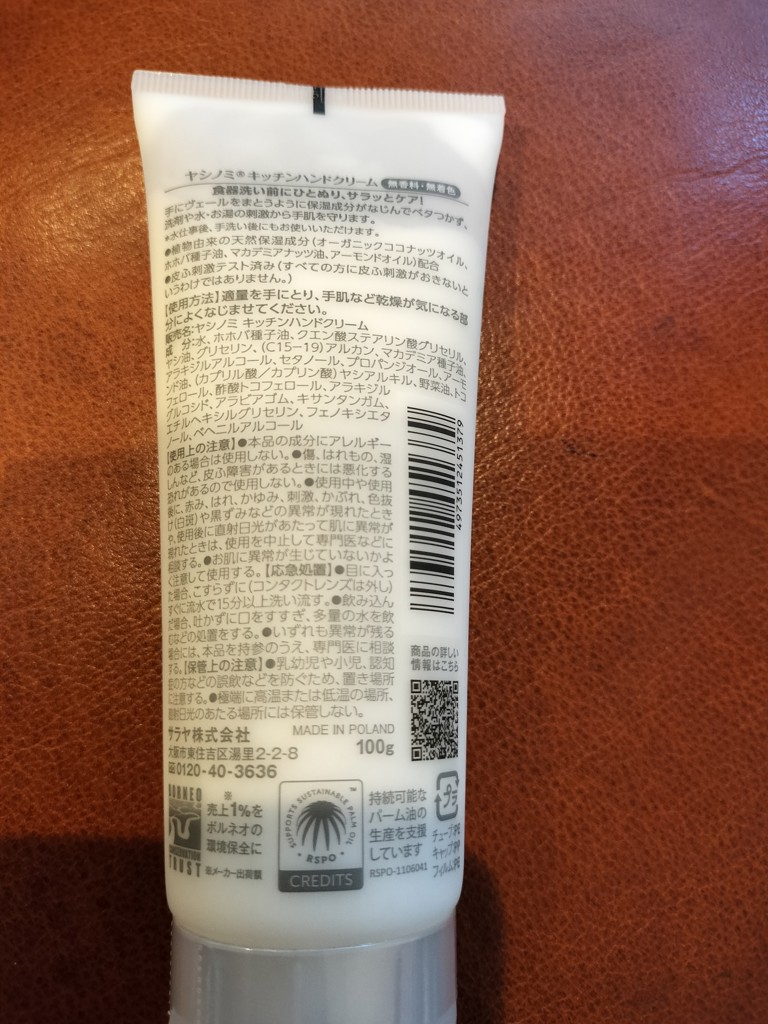 ヤシノミ® キッチンハンドクリーム 無香料・無着色
食器洗い前にひとぬり、サラッとケア!
手にヴェールをまとうように保湿成分がなじんでベタつかず、
洗剤や水・お湯の刺激から手肌を守ります。
*水仕事後、手洗い後にもお使いいただけます。
●植物由来の天然保湿成分(オーガニックココナッツオイル、
ホホバ種子油、マカデミアナッツ油、アーモンドオイル)配合
●皮ふ刺激テスト済み(すべての方に皮ふ刺激がおきないと
いうわけではありません。)
【使用方法】適量を手にとり、手肌など乾燥が気になる部
分によくなじませてください。
販売名:ヤシノミ キッチンハンドクリーム
成 分:水、ホホバ種子油、クエン酸ステアリン酸グリセリル、
ヤシ油、グリセリン、(C15−19)アルカン、マカデミア種子油、
アラキジルアルコール、セタノール、プロパンジオール、アーモ
ンド油、(カプリル酸/カプリン酸)ヤシアルキル、野菜油、トコ
フェロール、酢酸トコフェロール、アラキジル
グルコシド、アラビアゴム、キサンタンガム、
エチルヘキシルグリセリン、フェノキシエタ
ノール、ベヘニルアルコール
【使用上の注意】●本品の成分にアレルギー
のある場合は使用しない。●傷、はれもの、湿
しんなど、皮ふ障害があるときには悪化する
恐れがあるので使用しない。●使用中や使用
後に、赤み、はれ、かゆみ、刺激、かぶれ、色抜
け(白斑)や黒ずみなどの異常が現れたとき
や、使用後に直射日光があたって肌に異常が
現れたときは、使用を中止して専門医などに
相談する。●お肌に異常が生じていないかよ
く注意して使用する。【応急処置】●目に入っ
た場合、こすらずに(コンタクトレンズは外し)
すぐに流水で15分以上洗い流す。●飲み込ん
だ場合、吐かずに口をすすぎ、多量の水を飲
むなどの処置をする。●いずれも異常が残る
場合には、本品を持参のうえ、専門医に相談
する。【保管上の注意】●乳幼児や小児、認知
症の方などの誤飲などを防ぐため、置き場所
に注意する。●極端に高温または低温の場所、
直射日光のあたる場所には保管しない。
4973512451379
商品の詳しい
情報はこちら
サラヤ株式会社
MADE IN POLAND
大阪市東住吉区湯里2-2-8
100g
0120-40-3636
BORNEO
CONSERVATION
TRUST
※
売上1%を
ボルネオの
環境保全に
※メーカー出荷額
SUPPORTS SUSTAINABLE PALM OIL
™
RSPO
CREDITS
持続可能な
パーム油の
生産を支援
しています
RSPO-1106041
プラ
チューブ:PE
キャップ:PP
フィルム:PE